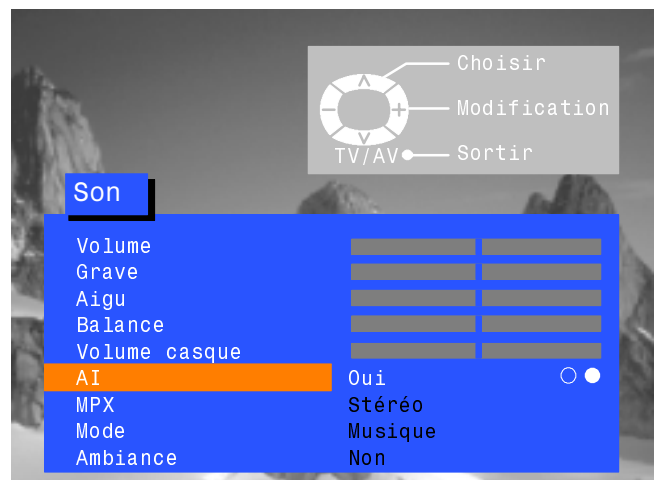 Choisir
Modification
TV/AV Sortir
Son
Volume
Grave
Aigu
Balance
Volume casque
AI Oui
MPX Stéréo
Mode Musique
Ambiance Non